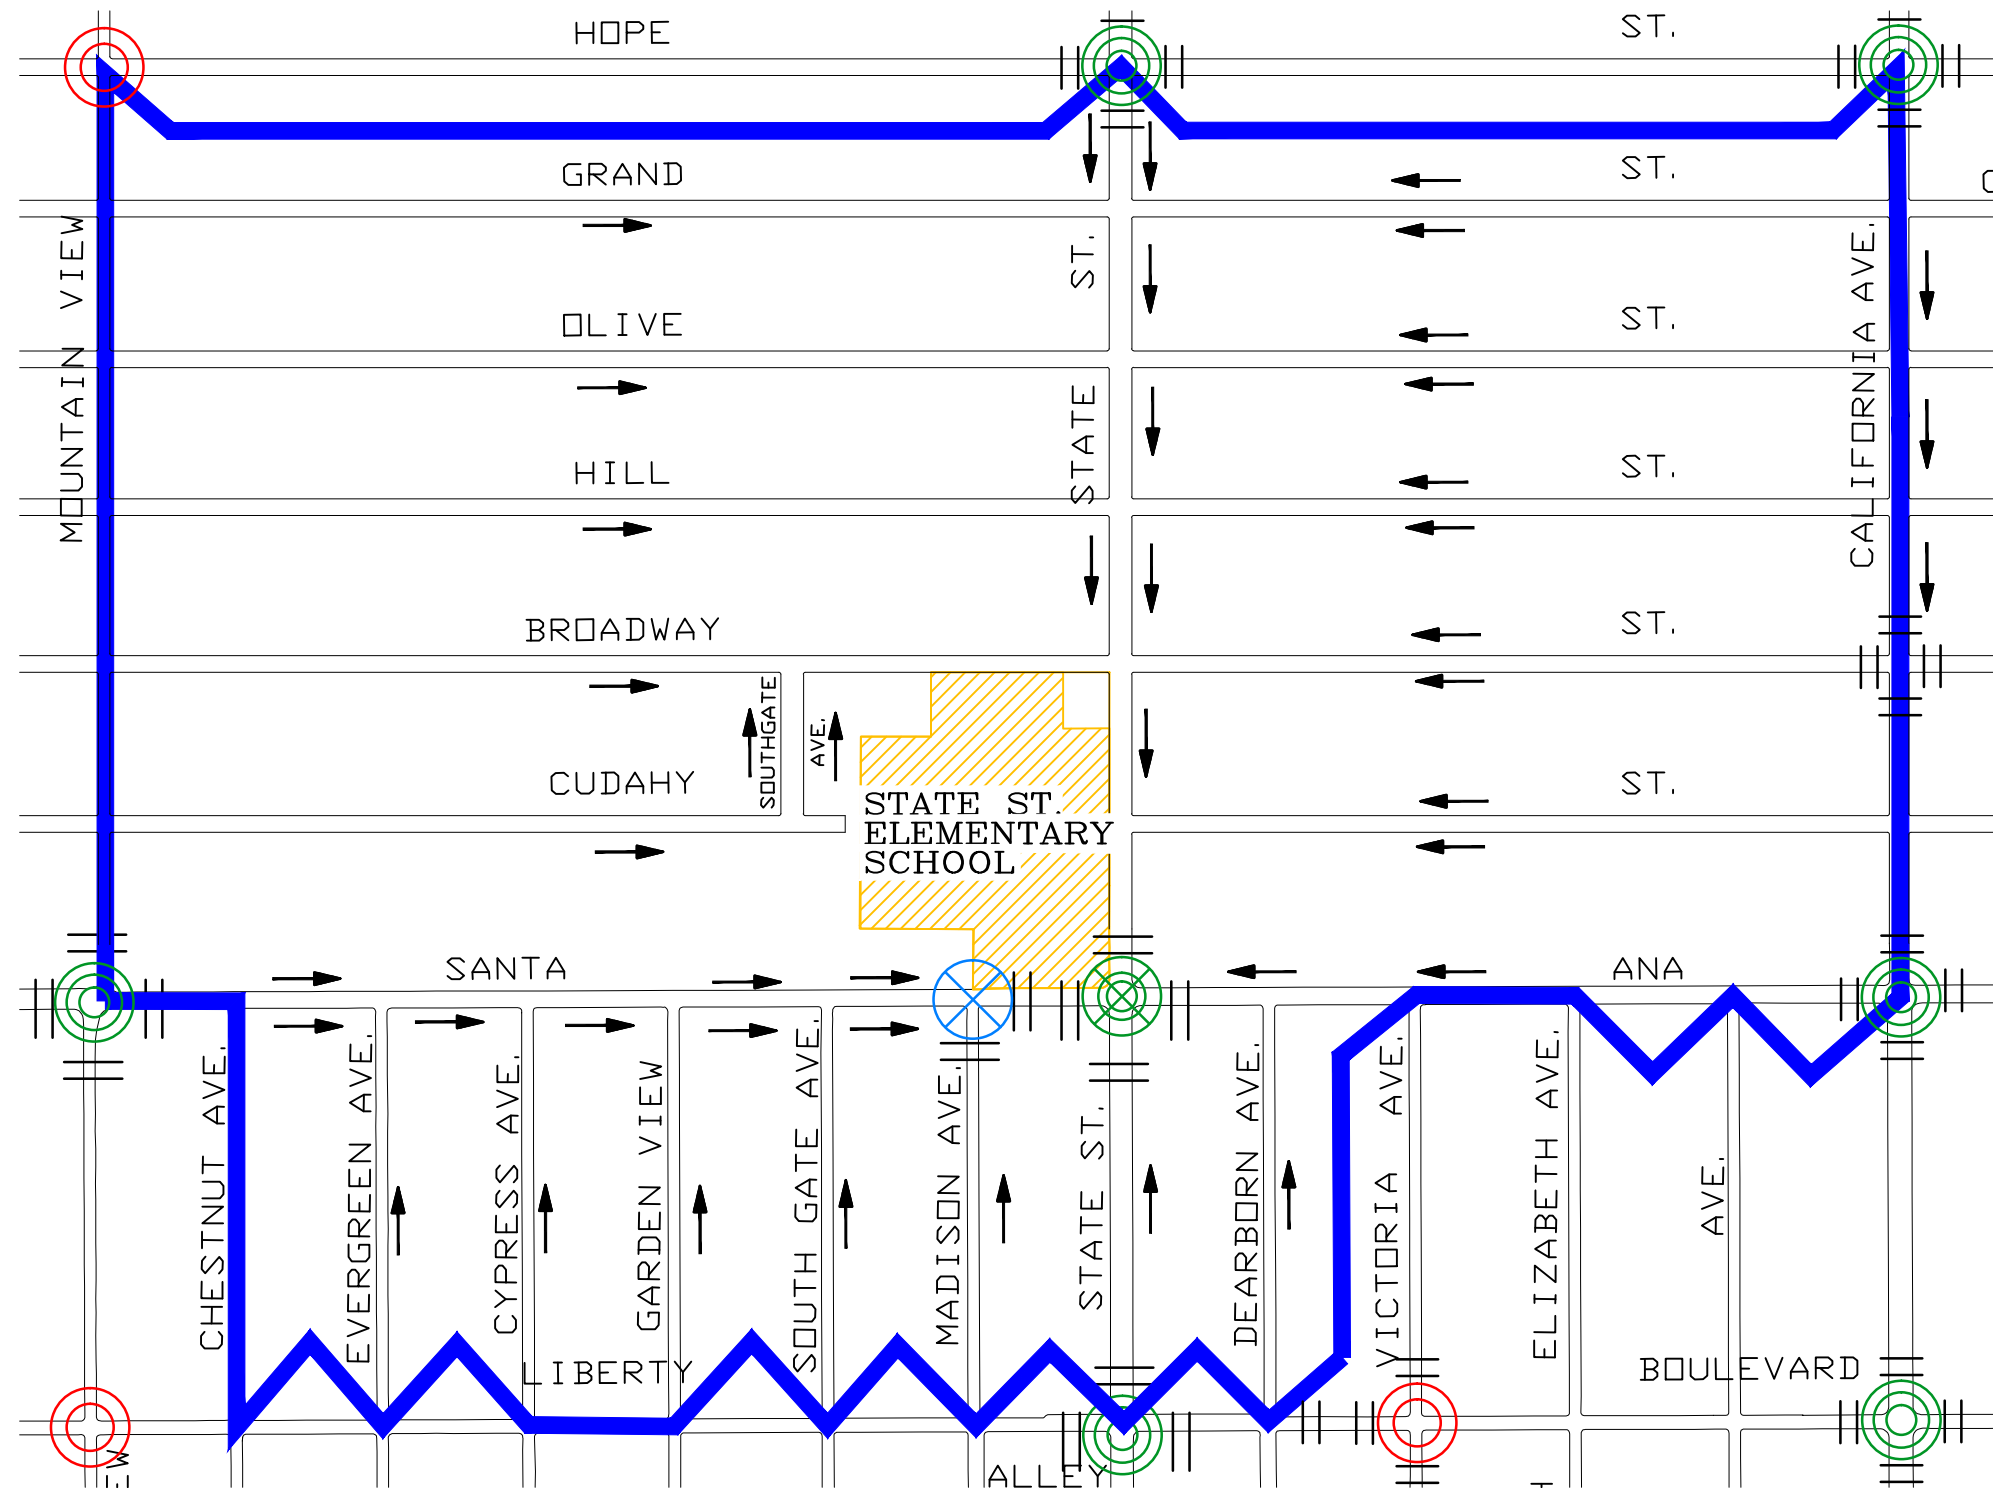 HOPE ST.
GRAND ST.
MOUNTAIN VIEW
STATE ST.
CALIFORNIA AVE.
OLIVE ST.
HILL ST.
BROADWAY ST.
SOUTHGATE AVE.
CUDAHY ST.
STATE ST.
ELEMENTARY
SCHOOL
SANTA ANA
CHESTNUT AVE.
EVERGREEN AVE.
CYPRESS AVE.
GARDEN VIEW
SOUTH GATE AVE.
MADISON AVE.
STATE ST.
DEARBORN AVE.
VICTORIA AVE.
ELIZABETH AVE.
AVE.
LIBERTY BOULEVARD
ALLEY